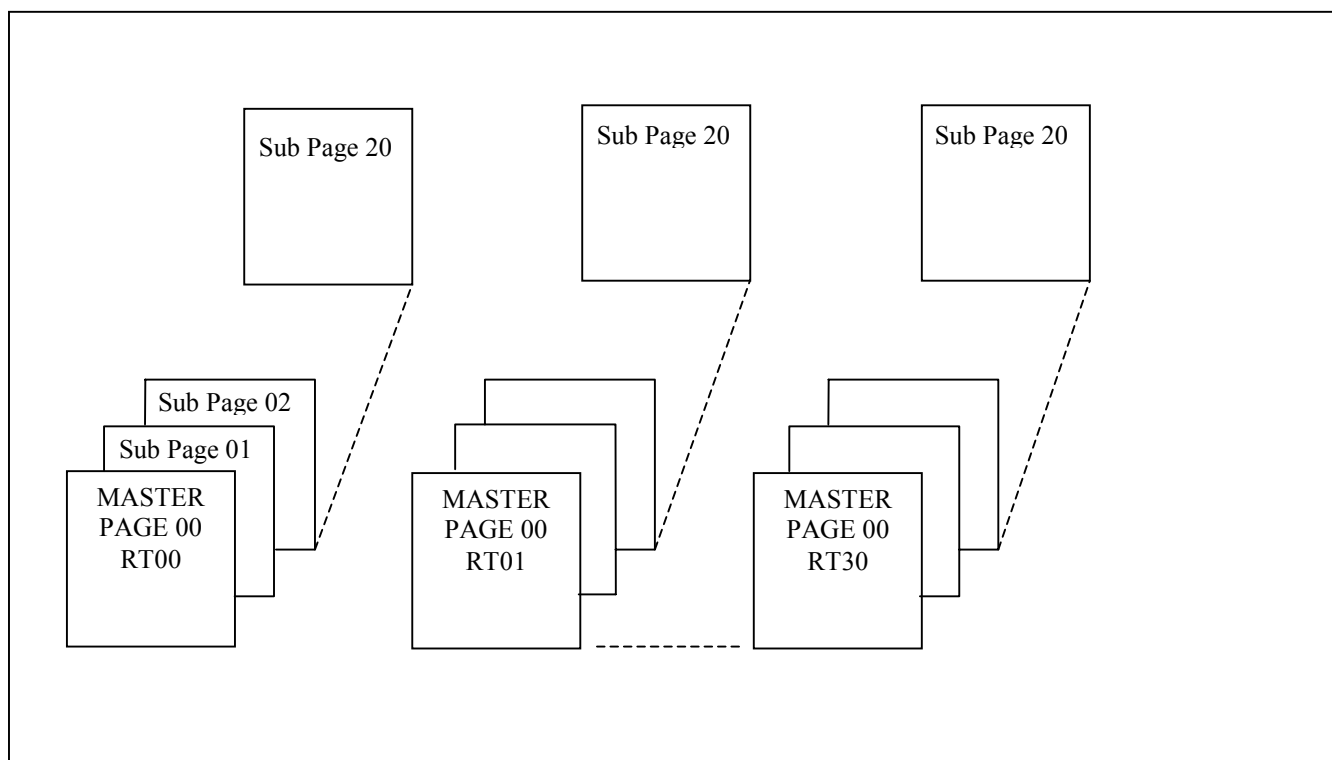 Sub Page 20
Sub Page 20
Sub Page 20
Sub Page 02
Sub Page 01
MASTER
PAGE 00
RT00
MASTER
PAGE 00
RT01
MASTER
PAGE 00
RT30